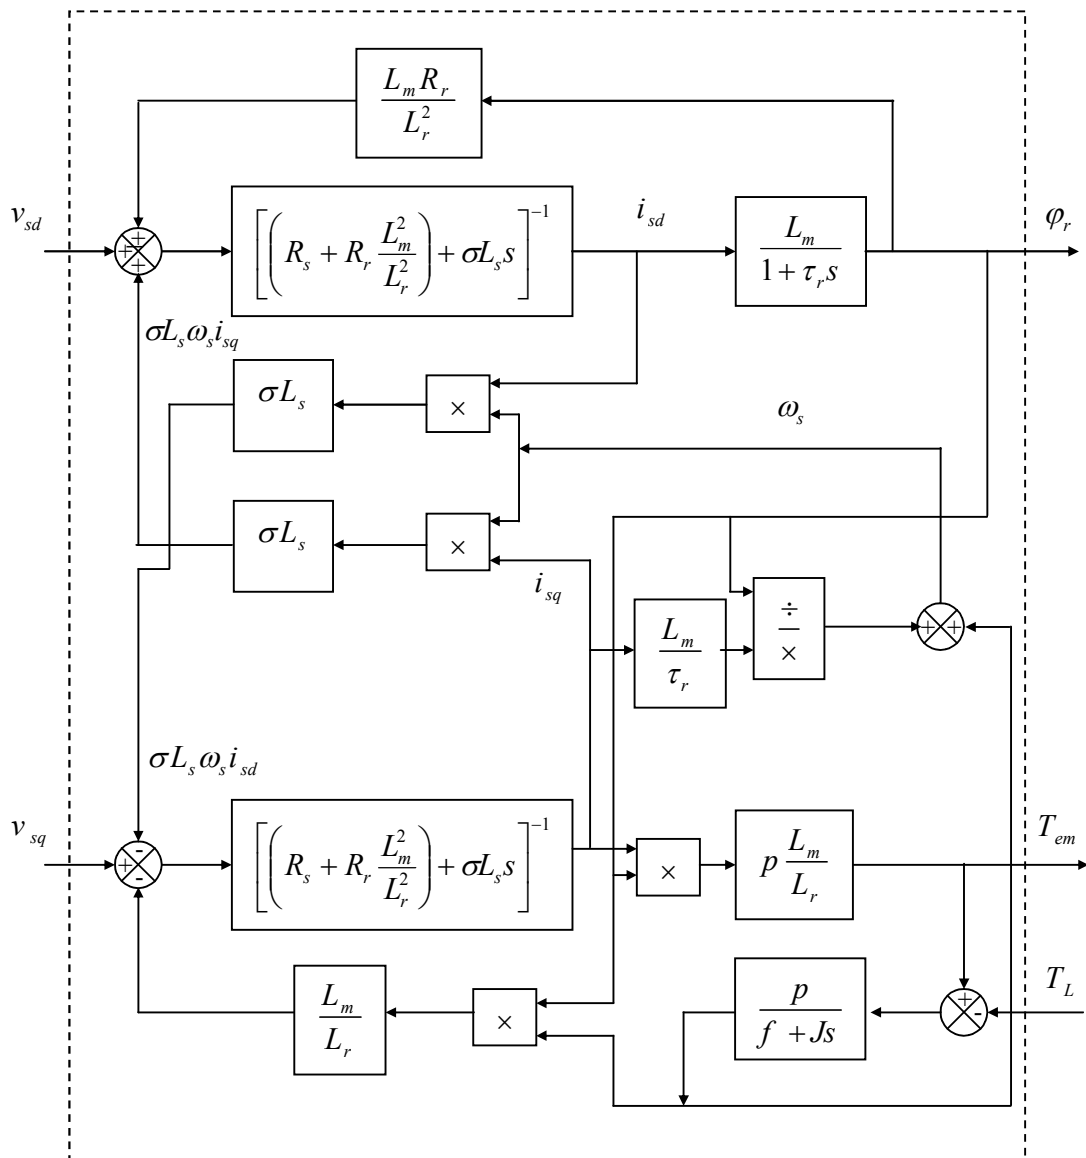 L_m R_r / L_r^2
v_sd
+ + + +
[(R_s + R_r L_m^2 / L_r^2) + σL_s s]^-1
i_sd
L_m / 1 + τ_r s
φ_r
σL_s ω_s i_sq
σL_s
×
ω_s
σL_s
×
i_sq
L_m / τ_r
÷ / ×
+ +
σL_s ω_s i_sd
v_sq
+ - -
[(R_s + R_r L_m^2 / L_r^2) + σL_s s]^-1
×
p L_m / L_r
T_em
L_m / L_r
×
p / f + Js
+ -
T_L